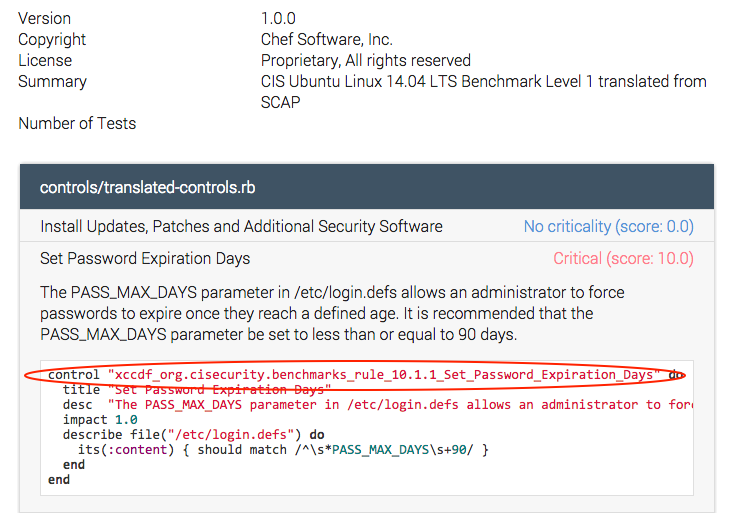 Version 1.0.0
Copyright Chef Software, Inc.
License Proprietary, All rights reserved
Summary CIS Ubuntu Linux 14.04 LTS Benchmark Level 1 translated from
SCAP
Number of Tests
controls/translated-controls.rb
Install Updates, Patches and Additional Security Software No criticality (score: 0.0)
Set Password Expiration Days Critical (score: 10.0)
The PASS_MAX_DAYS parameter in /etc/login.defs allows an administrator to force
passwords to expire once they reach a defined age. It is recommended that the
PASS_MAX_DAYS parameter be set to less than or equal to 90 days.
control "xccdf_org.cisecurity.benchmarks_rule_10.1.1_Set_Password_Expiration_Days" do
title "Set Password Expiration Days"
desc "The PASS_MAX_DAYS parameter in /etc/login.defs allows an administrator to for
impact 1.0
describe file("/etc/login.defs") do
its(:content) { should match /^\s*PASS_MAX_DAYS\s+90/ }
end
end